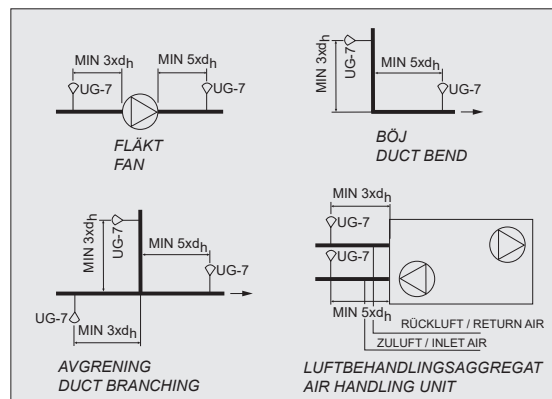 MIN 3xdh
MIN 5xdh
UG-7
UG-7
FLÄKT
FAN
MIN 3xdh
UG-7
MIN 5xdh
UG-7
BÖJ
DUCT BEND
MIN 3xdh
UG-7
MIN 5xdh
UG-7
UG-7
MIN 3xdh
AVGRENING
DUCT BRANCHING
MIN 3xdh
UG-7
UG-7
MIN 5xdh
RÜCKLUFT / RETURN AIR
ZULUFT / INLET AIR
LUFTBEHANDLINGSAGGREGAT
AIR HANDLING UNIT